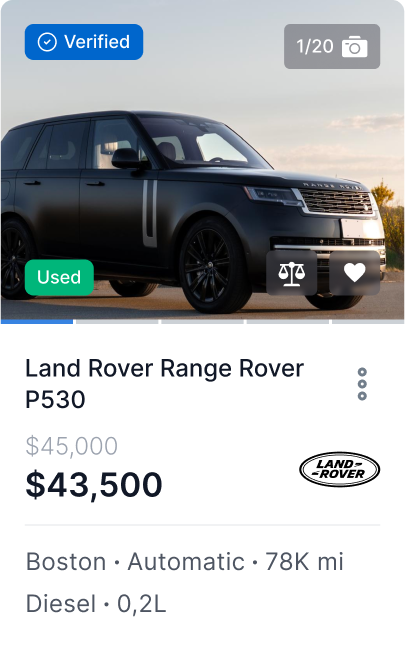 Verified
1/20
RANGE ROVER
Used
Land Rover Range Rover
P530
$45,000
$43,500
LAND-
-ROVER
Boston • Automatic • 78K mi
Diesel • 0,2L